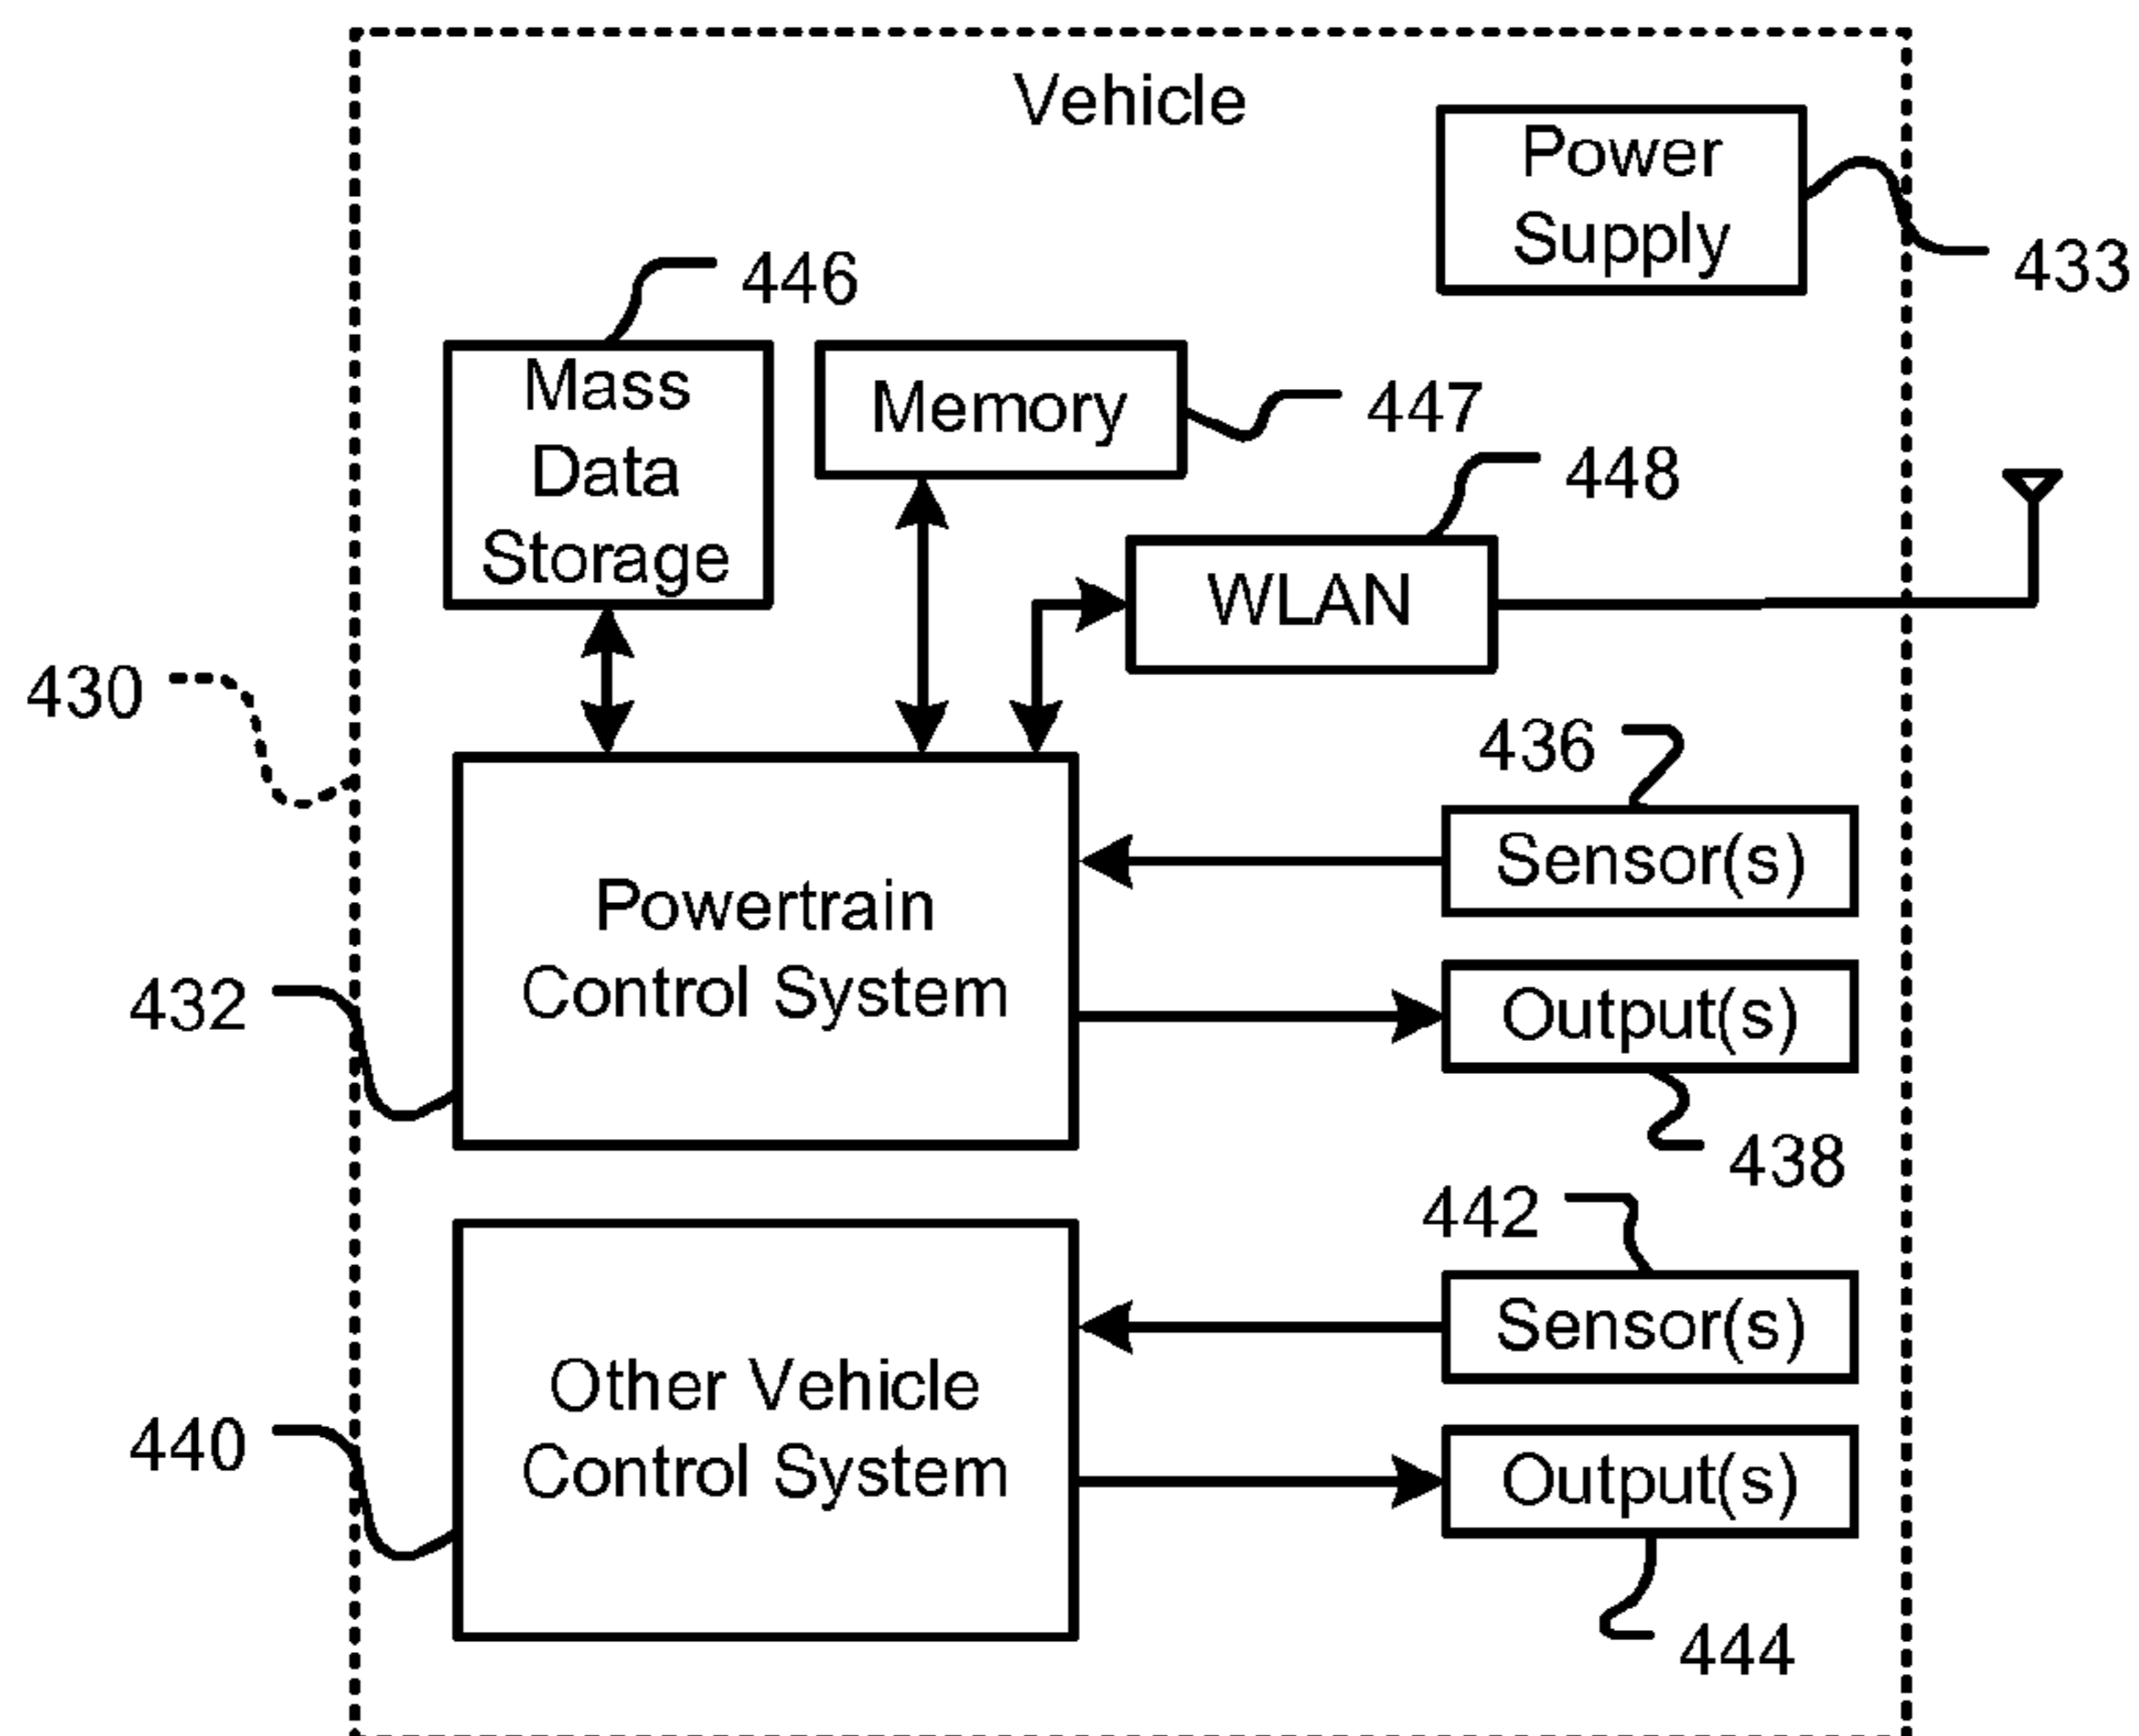 Vehicle
Power
Supply
433
446
Mass
Data
Storage
Memory
447
448
WLAN
430
436
Sensor(s)
Powertrain
Control System
432
Output(s)
438
442
Sensor(s)
Other Vehicle
Control System
440
Output(s)
444